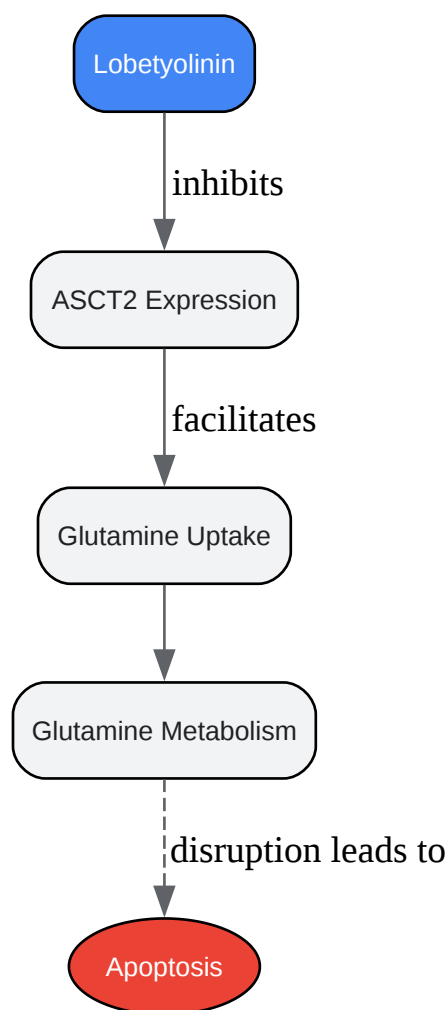 Lobetyolinin
inhibits
ASCT2 Expression
facilitates
Glutamine Uptake
Glutamine Metabolism
disruption leads to
Apoptosis